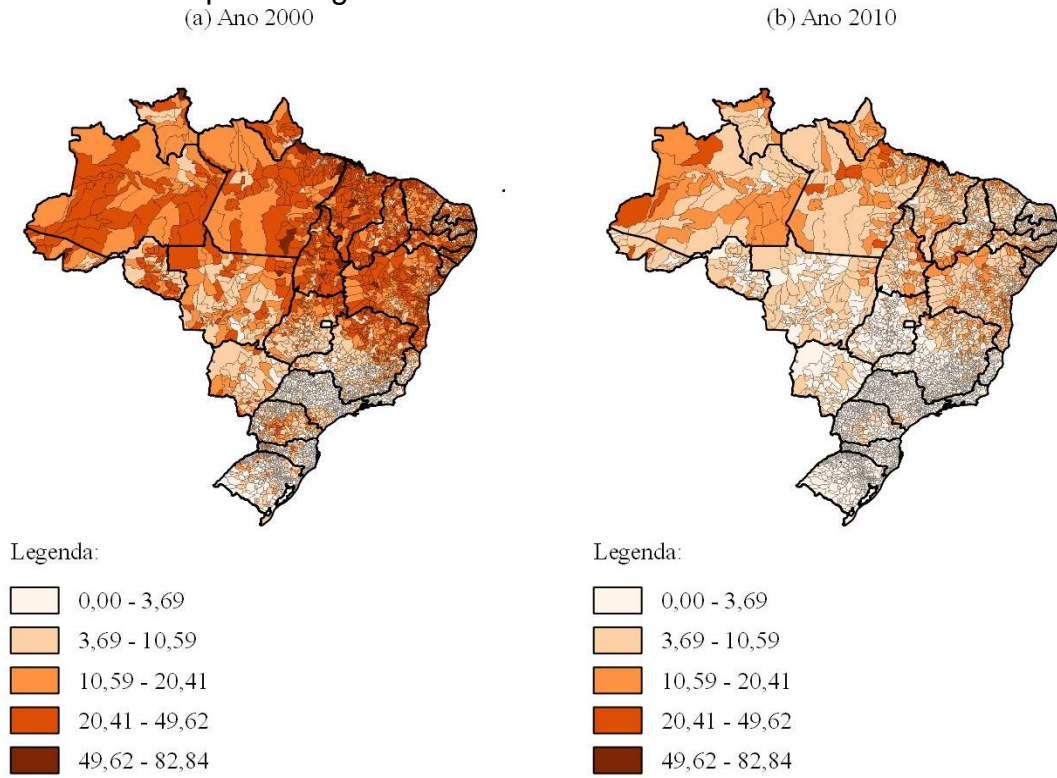 (a) Ano 2000
(b) Ano 2010
Legenda:
0,00 - 3,69
3,69 - 10,59
10,59 - 20,41
20,41 - 49,62
49,62 - 82,84
Legenda:
0,00 - 3,69
3,69 - 10,59
10,59 - 20,41
20,41 - 49,62
49,62 - 82,84